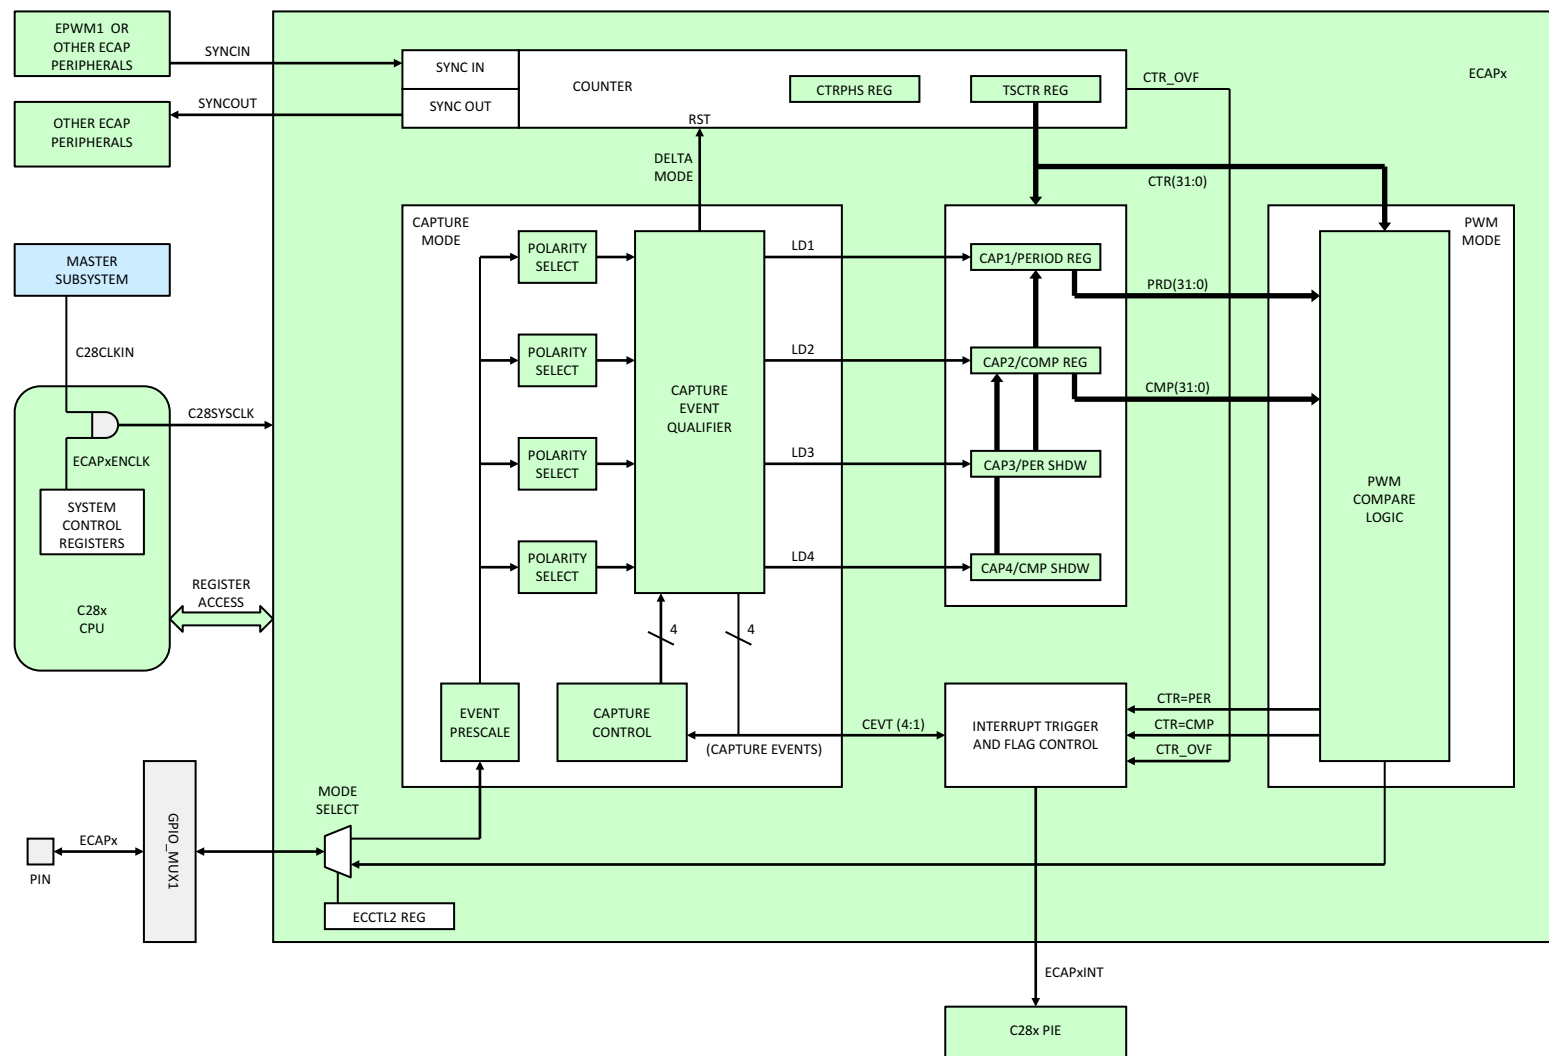 EPWM1 OR
OTHER ECAP
PERIPHERALS
SYNCIN
SYNC IN
COUNTER
CTRPHS REG
TSCTR REG
CTR_OVF
ECAPx
SYNCOUT
SYNC OUT
RST
OTHER ECAP
PERIPHERALS
DELTA
MODE
CTR(31:0)
CAPTURE
MODE
PWM
MODE
MASTER
SUBSYSTEM
POLARITY
SELECT
LD1
CAP1/PERIOD REG
PRD(31:0)
C28CLKIN
POLARITY
SELECT
LD2
CAP2/COMP REG
CMP(31:0)
CAPTURE
EVENT
QUALIFIER
C28SYSCLK
ECAPxENCLK
POLARITY
SELECT
LD3
CAP3/PER SHDW
PWM
COMPARE
LOGIC
SYSTEM
CONTROL
REGISTERS
POLARITY
SELECT
LD4
CAP4/CMP SHDW
REGISTER
ACCESS
C28x
CPU
4
4
EVENT
PRESCALE
CAPTURE
CONTROL
CEVT (4:1)
(CAPTURE EVENTS)
INTERRUPT TRIGGER
AND FLAG CONTROL
CTR=PER
CTR=CMP
CTR_OVF
MODE
SELECT
GPIO_MUX1
ECAPx
PIN
ECCTL2 REG
ECAPxINT
C28x PIE